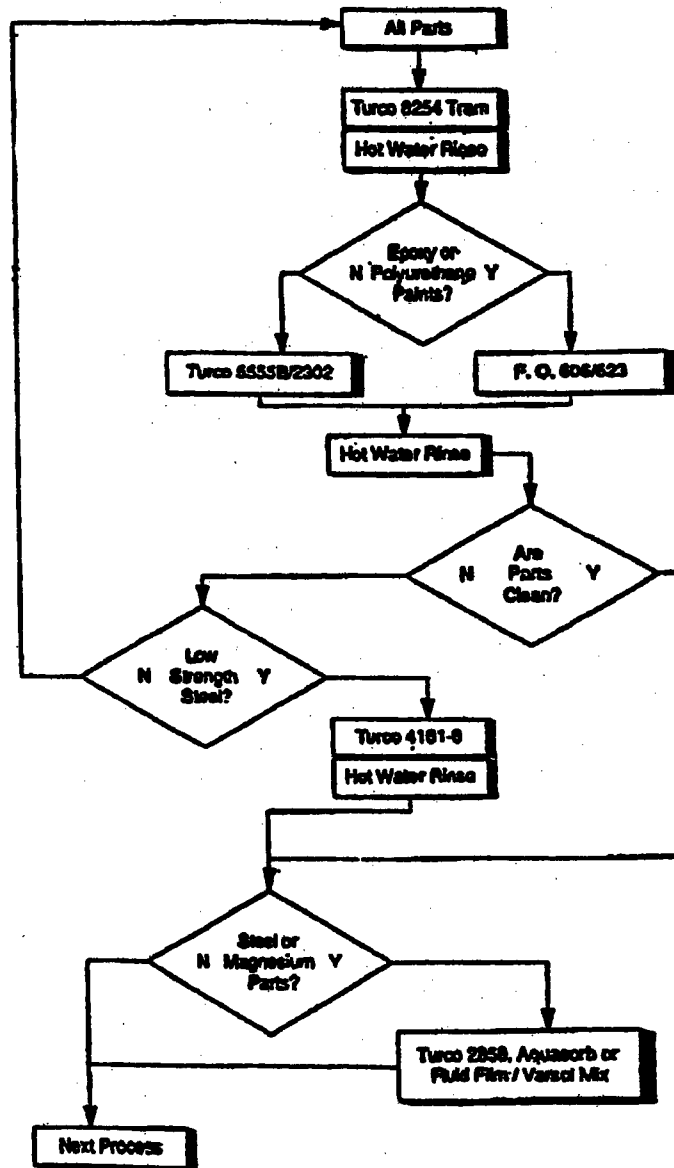 All Parts
Turco 6254 Tram
Hot Water Rinse
Epoxy or
N Polyurethane Y
Paints?
Turco 5555B/2302
F. O. 606/623
Hot Water Rinse
Are
N Parts Y
Clean?
Low
N Strength Y
Steel?
Turco 4181-
Hot Water Rinse
Steel or
N Magnesium Y
Parts?
Turco Aquasorb or
Fluid Film / Varsol Mix
Next Process